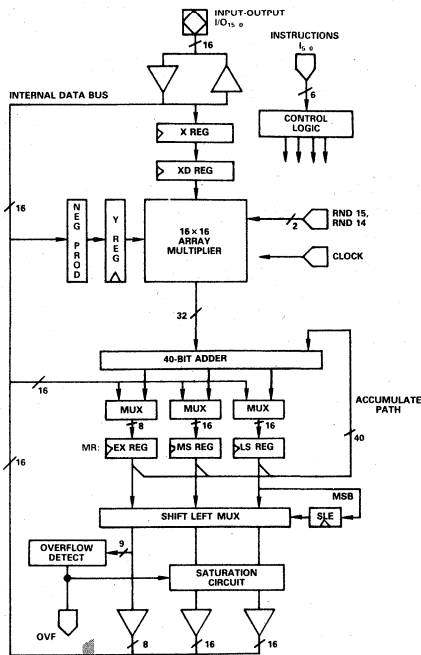 INPUT-OUTPUT
I/O15 0
16
INSTRUCTIONS
I5 0
6
INTERNAL DATA BUS
CONTROL
LOGIC
X REG
XD REG
16
NEG PROD
Y REG
16 × 16
ARRAY
MULTIPLIER
2
RND 15,
RND 14
CLOCK
32
40-BIT ADDER
16
MUX
MUX
MUX
ACCUMULATE
PATH
8
16
16
40
MR:
EX REG
MS REG
LS REG
16
MSB
SHIFT LEFT MUX
SLE
OVERFLOW
DETECT
9
SATURATION
CIRCUIT
OVF
8
16
16